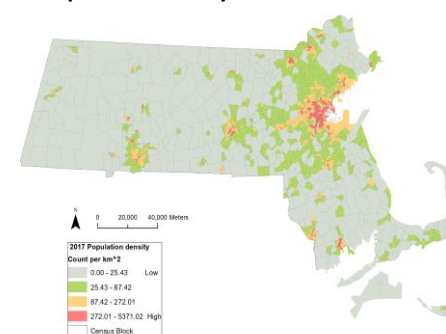 N
0 20,000 40,000 Meters
2017 Population density
Count per km^2
0.00 - 25.43 Low
25.43 - 87.42
87.42 - 272.01
272.01 - 5371.02 High
Census Block